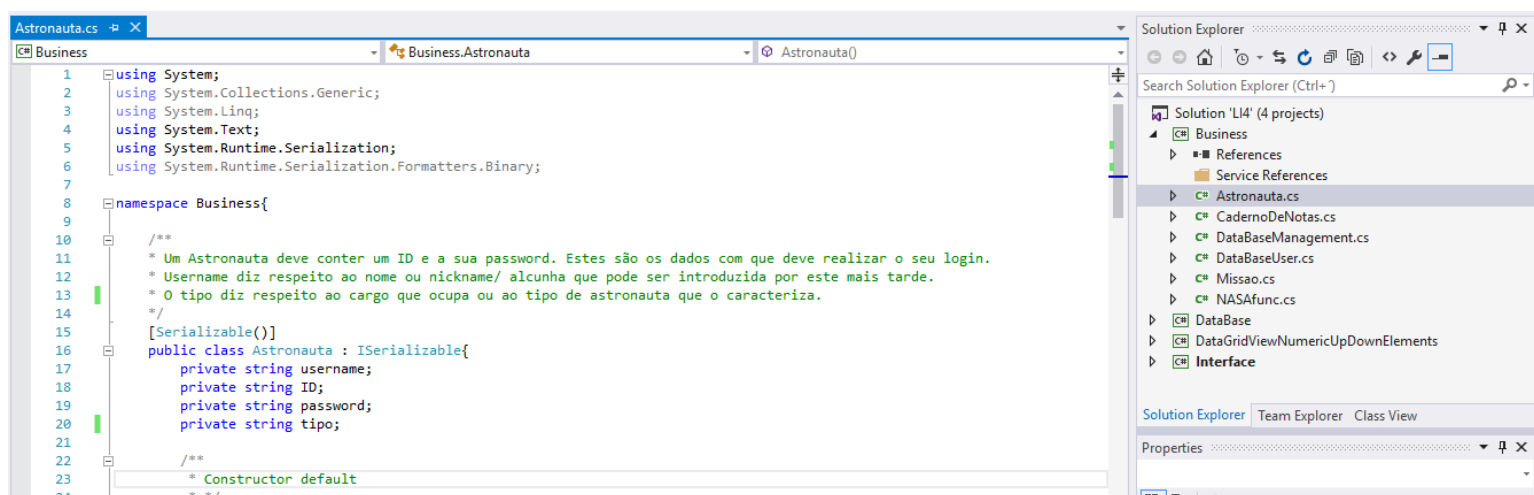 Astronauta.cs
Business
Business.Astronauta
Astronauta()
1 using System;
2 using System.Collections.Generic;
3 using System.Linq;
4 using System.Text;
5 using System.Runtime.Serialization;
6 using System.Runtime.Serialization.Formatters.Binary;
7
8 namespace Business{
9
10 /**
11 * Um Astronauta deve conter um ID e a sua password. Estes são os dados com que deve realizar o seu login.
12 * Username diz respeito ao nome ou nickname/ alcunha que pode ser introduzida por este mais tarde.
13 * O tipo diz respeito ao cargo que ocupa ou ao tipo de astronauta que o caracteriza.
14 */
15 [Serializable()]
16 public class Astronauta : ISerializable{
17 private string username;
18 private string ID;
19 private string password;
20 private string tipo;
21
22 /**
23 * Constructor default
Solution Explorer
Search Solution Explorer (Ctrl+´)
Solution 'LI4' (4 projects)
C# Business
References
Service References
C# Astronauta.cs
C# CadernoDeNotas.cs
C# DataBaseManagement.cs
C# DataBaseUser.cs
C# Missao.cs
C# NASAfunc.cs
C# DataBase
C# DataGridViewNumericUpDownElements
C# Interface
Solution Explorer Team Explorer Class View
Properties